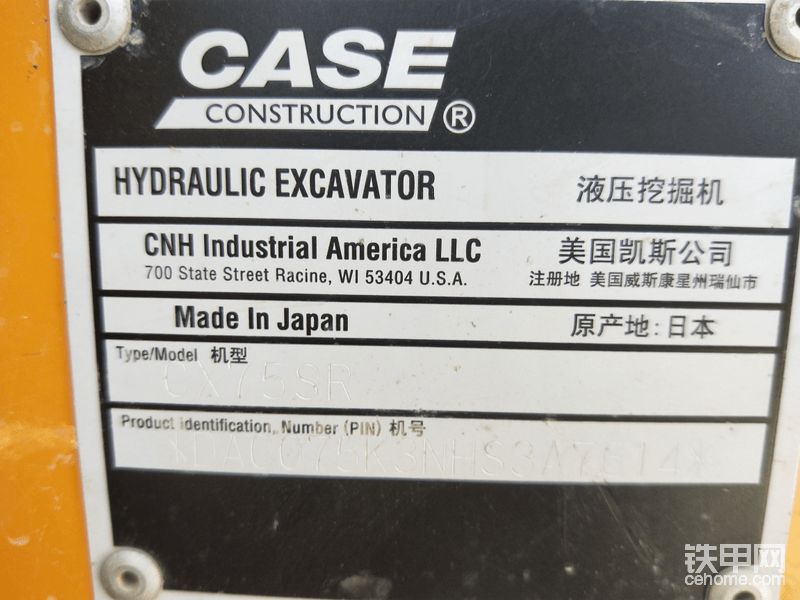 CASE
CONSTRUCTION ®
HYDRAULIC EXCAVATOR 液压挖掘机
CNH Industrial America LLC 美国凯斯公司
700 State Street Racine, WI 53404 U.S.A. 注册地 美国威斯康星州瑞仙市
Made In Japan 原产地:日本
Type/Model 机型
CX75SR
Product Identification Number (PIN) 机号
铁甲网
cehome.com